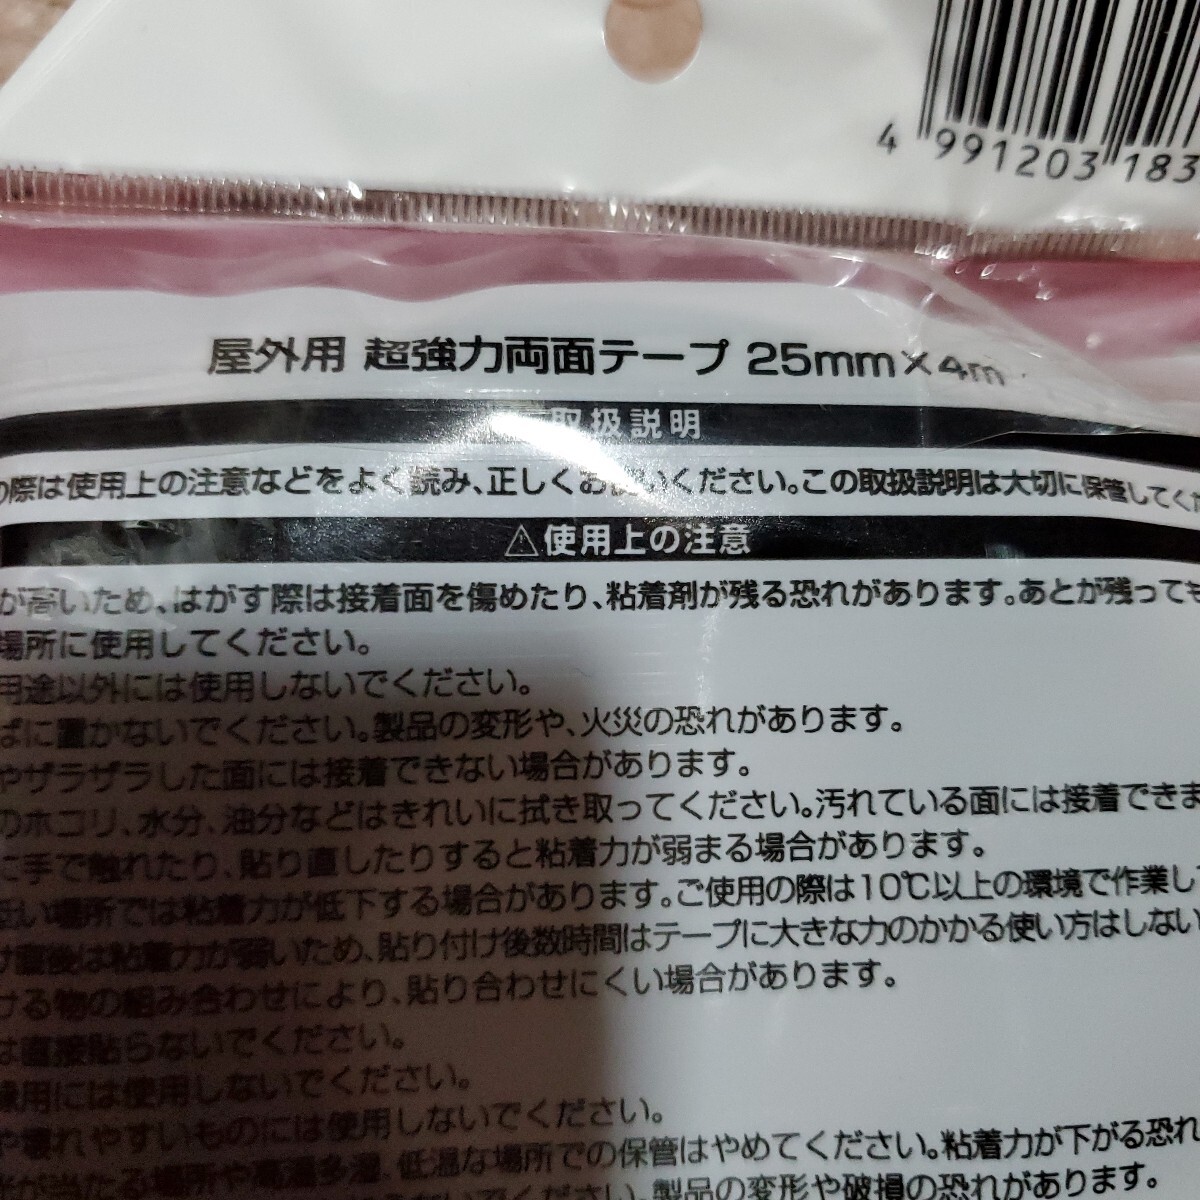 4 991203 183
屋外用 超強力両面テープ 25mm×4m
取扱説明
の際は使用上の注意などをよく読み、正しくお使いください。この取扱説明は大切に保管してくだ
⚠使用上の注意
が高いため、はがす際は接着面を傷めたり、粘着剤が残る恐れがあります。あとが残っても
場所に使用してください。
用途以外には使用しないでください。
ばに置かないでください。製品の変形や、火災の恐れがあります。
やザラザラした面には接着できない場合があります。
のホコリ、水分、油分などはきれいに拭き取ってください。汚れている面には接着できま
に手で触れたり、貼り直したりすると粘着力が弱まる場合があります。
低い場所では粘着力が低下する場合があります。ご使用の際は10℃以上の環境で作業し
け直後は粘着力が弱いため、貼り付け後数時間はテープに大きな力のかかる使い方はしない
ける物の組み合わせにより、貼り合わせにくい場合があります。
は直接貼らないでください。
縁用には使用しないでください。
や壊れやすいものには使用しないでください。
が当たる場所や高温多湿、低温な場所での保管はやめてください。粘着力が下がる恐れ
ないでください。製品の変形や破損の恐れがあります。